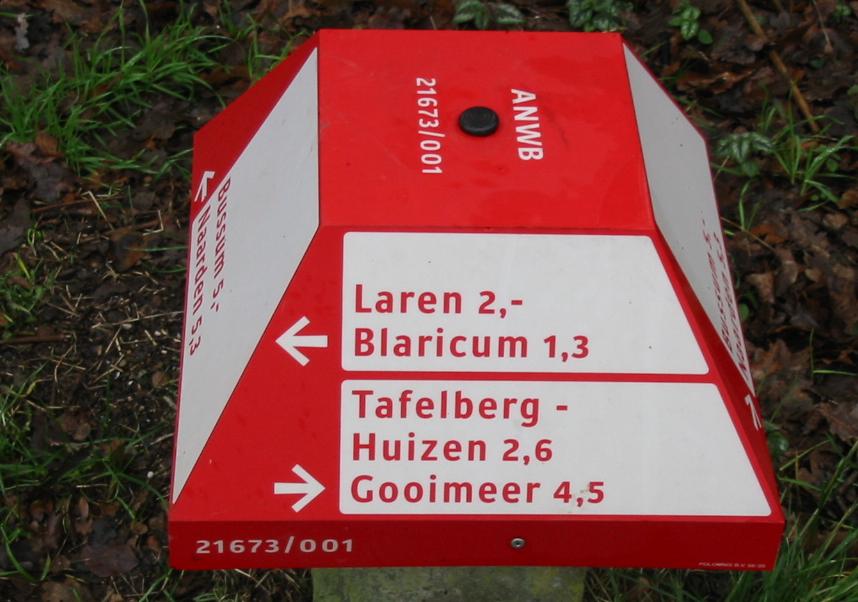 ANWB
21673/001
Bussum 5,-
Naarden 5,3
Laren 2,-
Blaricum 1,3
Tafelberg -
Huizen 2,6
Gooimeer 4,5
21673/001